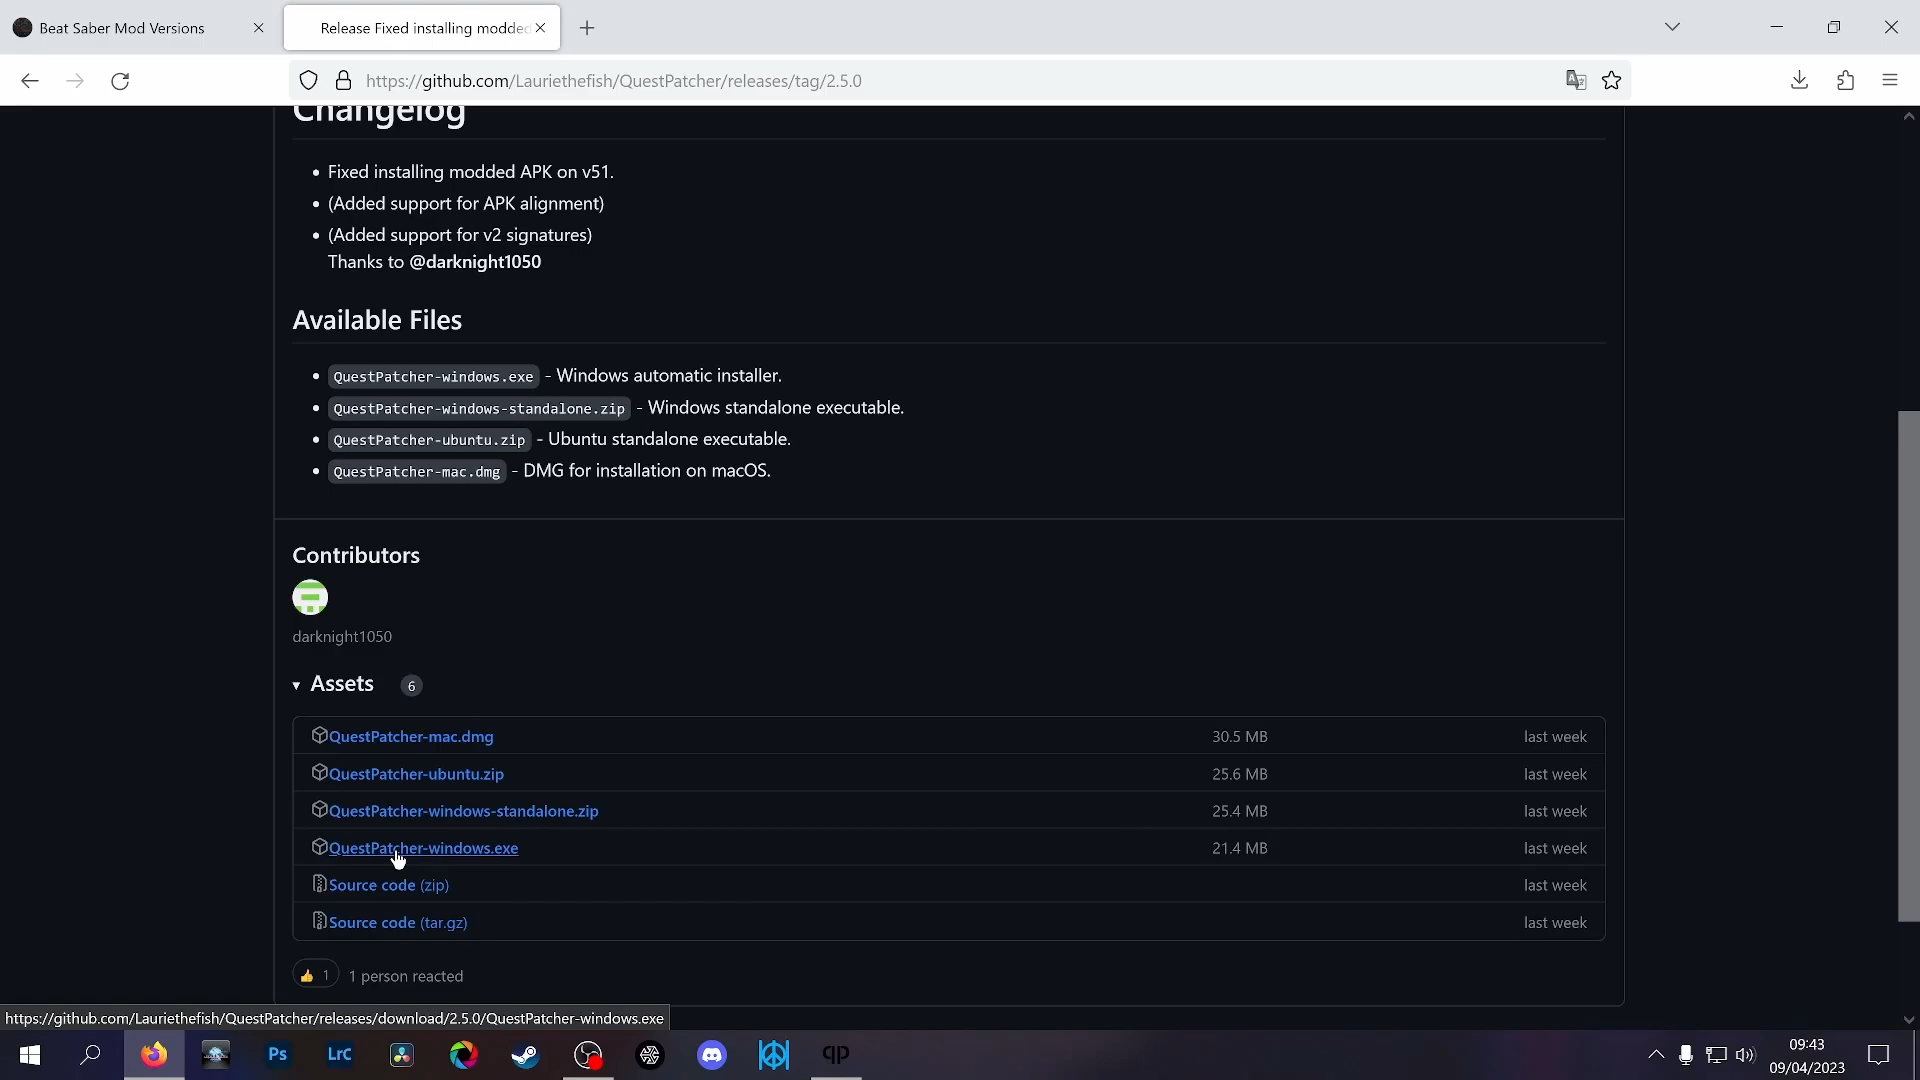 Beat Saber Mod Versions
Release Fixed installing modded
https://github.com/Lauriethefish/QuestPatcher/releases/tag/2.5.0
Changelog
Fixed installing modded APK on v51.
(Added support for APK alignment)
(Added support for v2 signatures)
Thanks to @darknight1050
Available Files
QuestPatcher-windows.exe - Windows automatic installer.
QuestPatcher-windows-standalone.zip - Windows standalone executable.
QuestPatcher-ubuntu.zip - Ubuntu standalone executable.
QuestPatcher-mac.dmg - DMG for installation on macOS.
Contributors
darknight1050
Assets 6
QuestPatcher-mac.dmg 30.5 MB last week
QuestPatcher-ubuntu.zip 25.6 MB last week
QuestPatcher-windows-standalone.zip 25.4 MB last week
QuestPatcher-windows.exe 21.4 MB last week
Source code (zip) last week
Source code (tar.gz) last week
👍 1 1 person reacted
https://github.com/Lauriethefish/QuestPatcher/releases/download/2.5.0/QuestPatcher-windows.exe
Ps LrC
09:43
09/04/2023